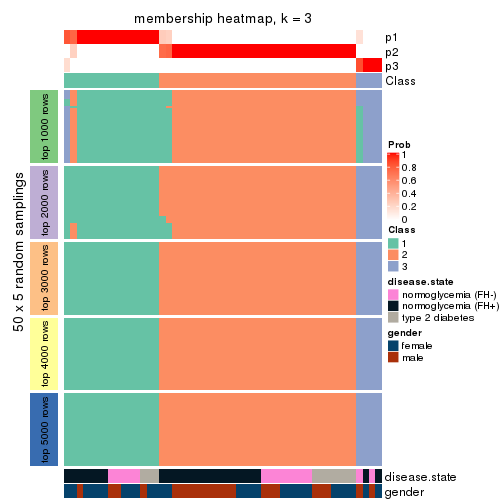 membership heatmap, k = 3
p1
p2
p3
Class
50 x 5 random samplings
top 1000 rows
top 2000 rows
top 3000 rows
top 4000 rows
top 5000 rows
Prob
1
0.8
0.6
0.4
0.2
0
Class
1
2
3
disease.state
normoglycemia (FH-)
normoglycemia (FH+)
type 2 diabetes
gender
female
male
disease.state
gender